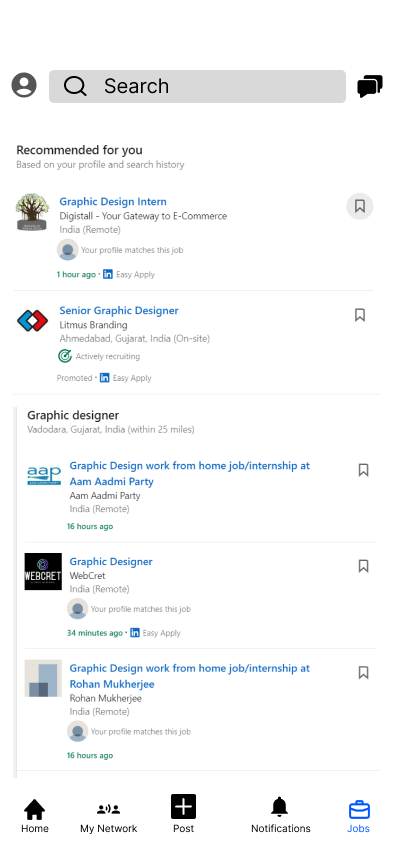 Search
Recommended for you
Based on your profile and search history
Graphic Design Intern
Digistall - Your Gateway to E-Commerce
India (Remote)
Your profile matches this job
1 hour ago • in Easy Apply
Senior Graphic Designer
Litmus Branding
Ahmedabad, Gujarat, India (On-site)
Actively recruiting
Promoted • in Easy Apply
Graphic designer
Vadodara, Gujarat, India (within 25 miles)
aap
Graphic Design work from home job/internship at
Aam Aadmi Party
Aam Aadmi Party
India (Remote)
16 hours ago
WEBCRET
Graphic Designer
WebCret
India (Remote)
Your profile matches this job
34 minutes ago • in Easy Apply
Graphic Design work from home job/internship at
Rohan Mukherjee
Rohan Mukherjee
India (Remote)
Your profile matches this job
16 hours ago
Home My Network Post Notifications Jobs